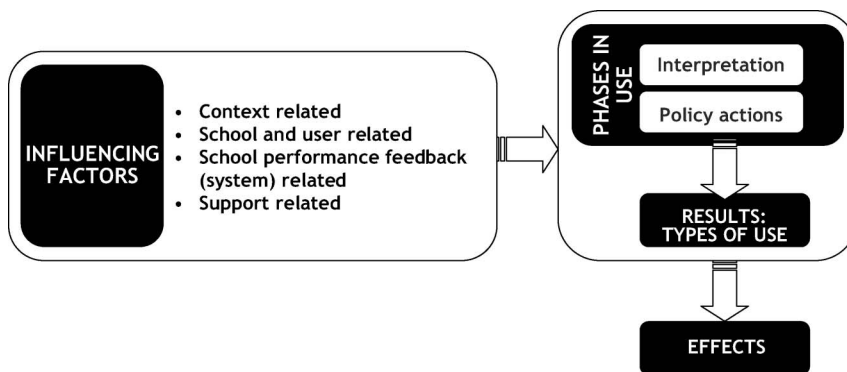 INFLUENCING
FACTORS
• Context related
• School and user related
• School performance feedback
(system) related
• Support related
PHASES IN
USE
Interpretation
Policy actions
RESULTS:
TYPES OF USE
EFFECTS